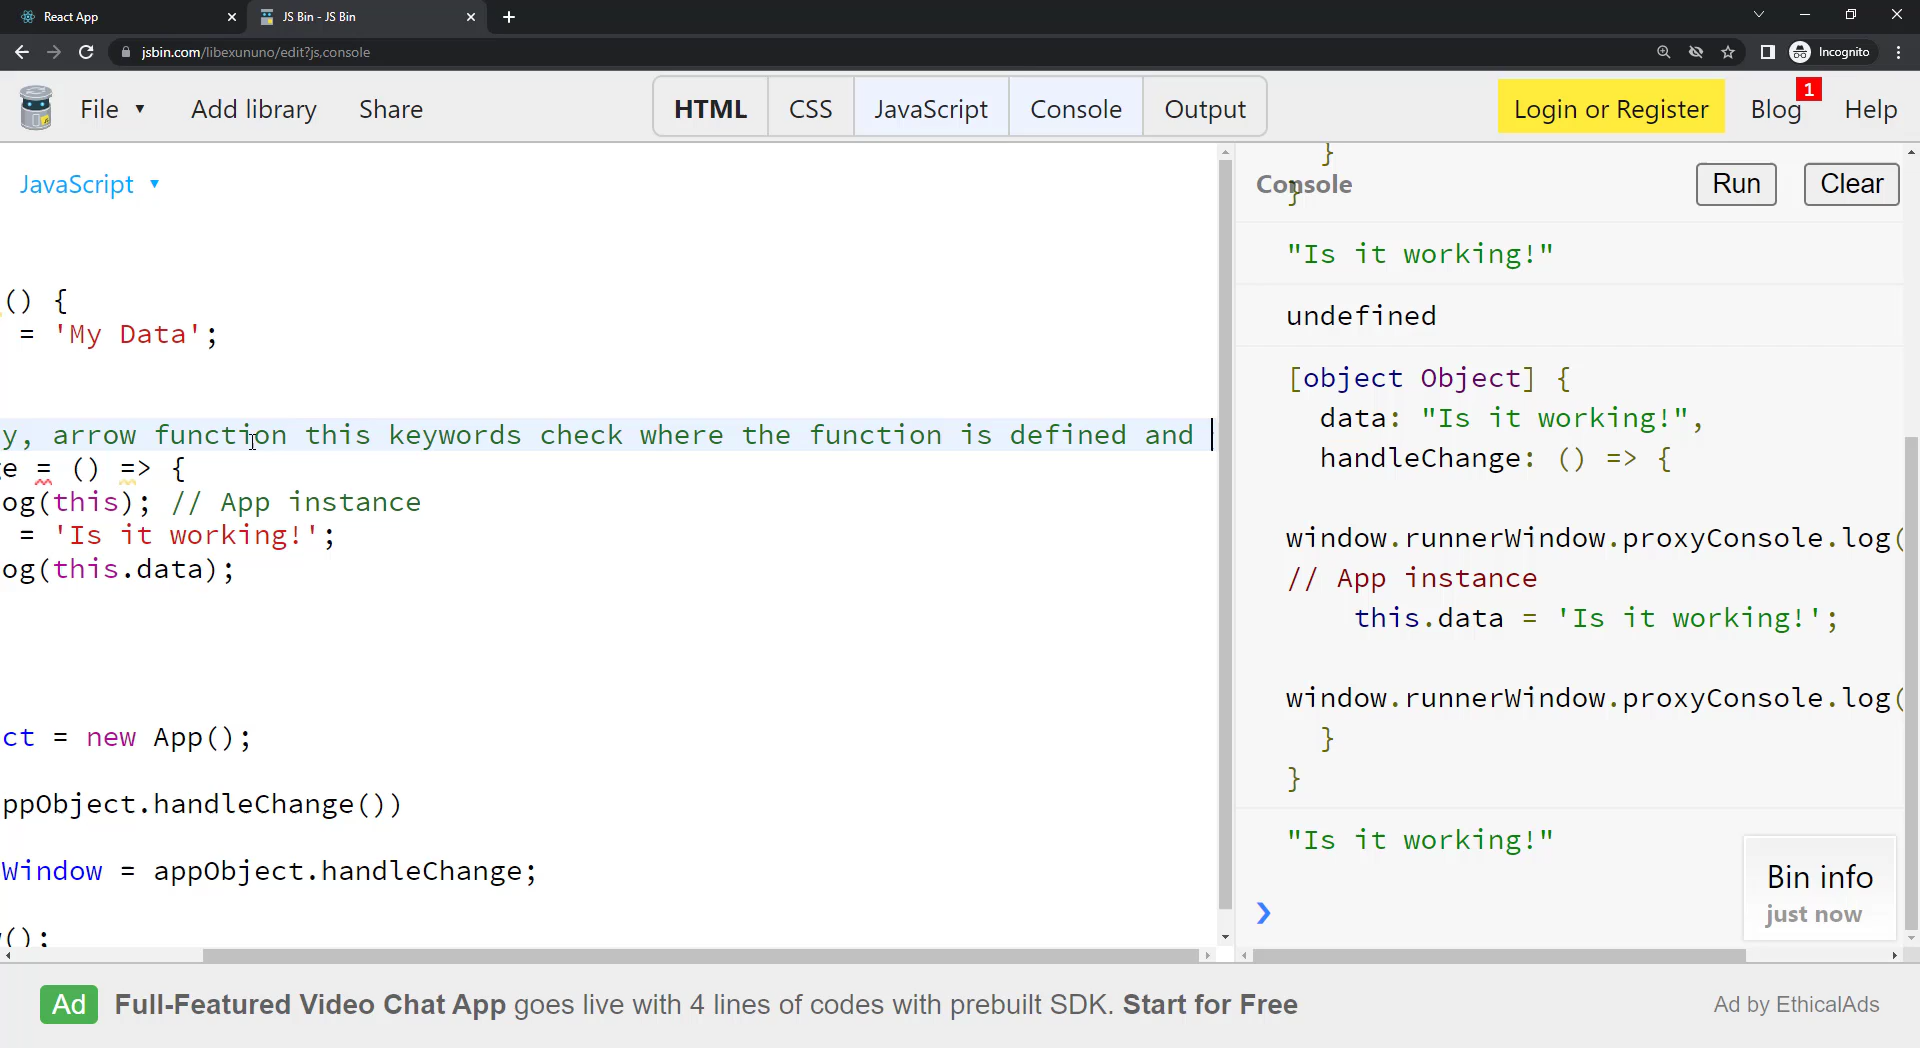 React App
JS Bin - JS Bin
jsbin.com/libexununo/edit?js,console
Incognito
File
Add library
Share
HTML
CSS
JavaScript
Console
Output
Login or Register
Blog
1
Help
JavaScript
() {
= 'My Data';
y, arrow function this keywords check where the function is defined and
e = () => {
og(this); // App instance
= 'Is it working!';
og(this.data);
ct = new App();
ppObject.handleChange())
Window = appObject.handleChange;
();
Console
Run
Clear
}
}
"Is it working!"
undefined
[object Object] {
data: "Is it working!",
handleChange: () => {
window.runnerWindow.proxyConsole.log(
// App instance
this.data = 'Is it working!';
window.runnerWindow.proxyConsole.log(
}
}
"Is it working!"
Bin info
just now
Ad
Full-Featured Video Chat App goes live with 4 lines of codes with prebuilt SDK. Start for Free
Ad by EthicalAds